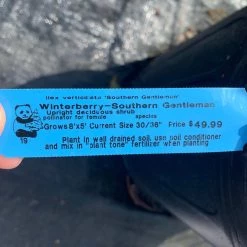 Ilex verticillata 'Southern Gentleman'
Winterberry-Southern Gentleman
Upright deciduous shrub
pollinator for female species
Grows 8'x5' Current Size 30/36" Price $49.99
19
Plant in well drained soil, use soil conditioner
and mix in "plant tone" fertilizer when planting